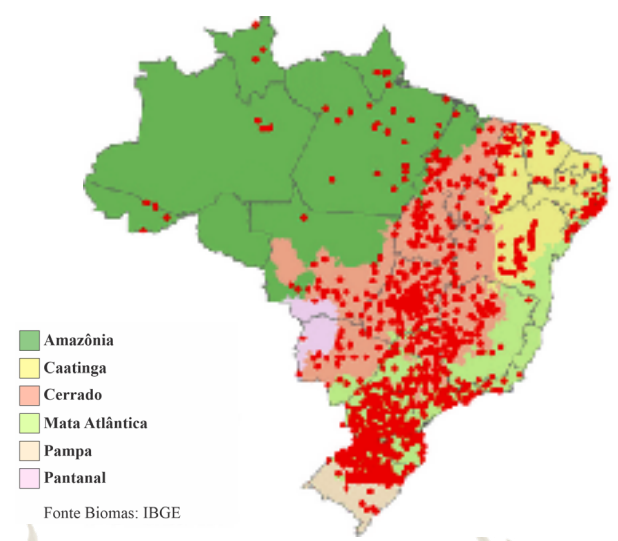 Amazônia
Caatinga
Cerrado
Mata Atlântica
Pampa
Pantanal
Fonte Biomas: IBGE